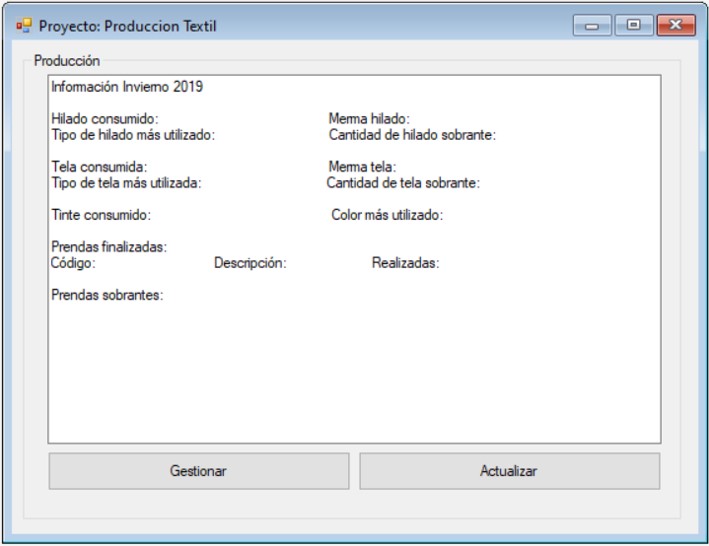 Proyecto: Produccion Textil
Producción
Información Invierno 2019
Hilado consumido: Merma hilado:
Tipo de hilado más utilizado: Cantidad de hilado sobrante:
Tela consumida: Merma tela:
Tipo de tela más utilizada: Cantidad de tela sobrante:
Tinte consumido: Color más utilizado:
Prendas finalizadas:
Código: Descripción: Realizadas:
Prendas sobrantes:
Gestionar Actualizar